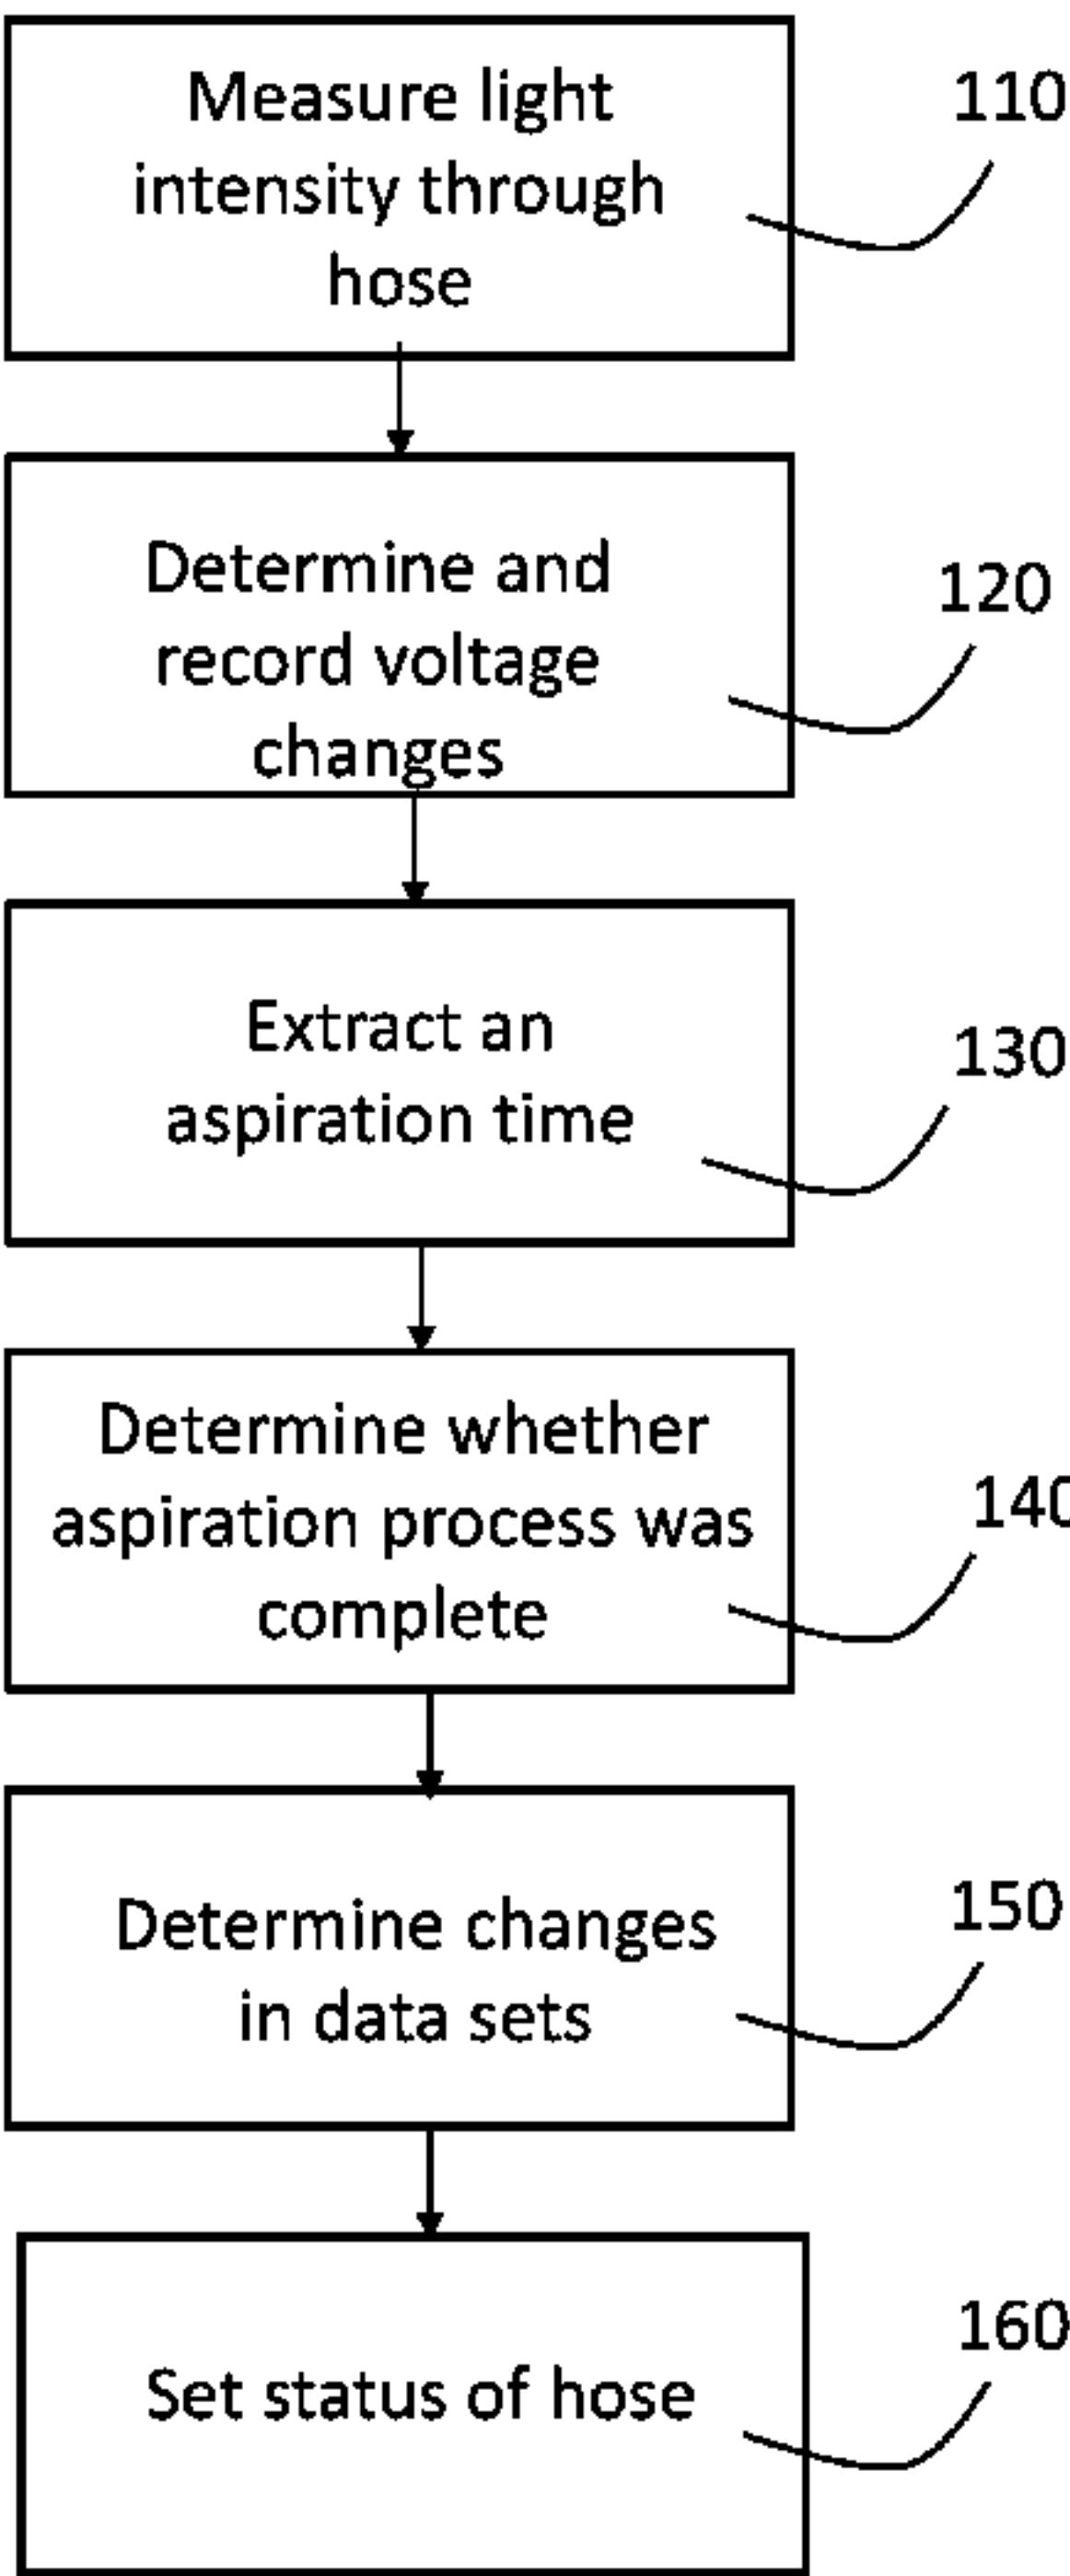 Measure light
intensity through
hose
110
Determine and
record voltage
changes
120
Extract an
aspiration time
130
Determine whether
aspiration process was
complete
140
Determine changes
in data sets
150
Set status of hose
160